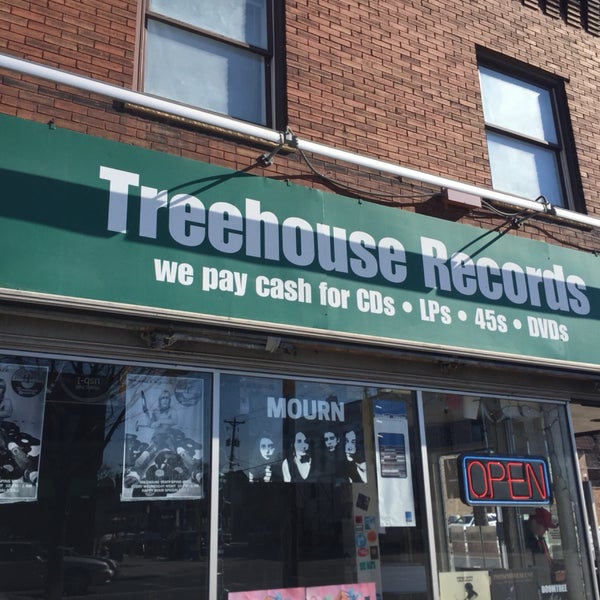 Treehouse Records
we pay cash for CDs • LPs • 45s • DVDs
MOURN
OPEN